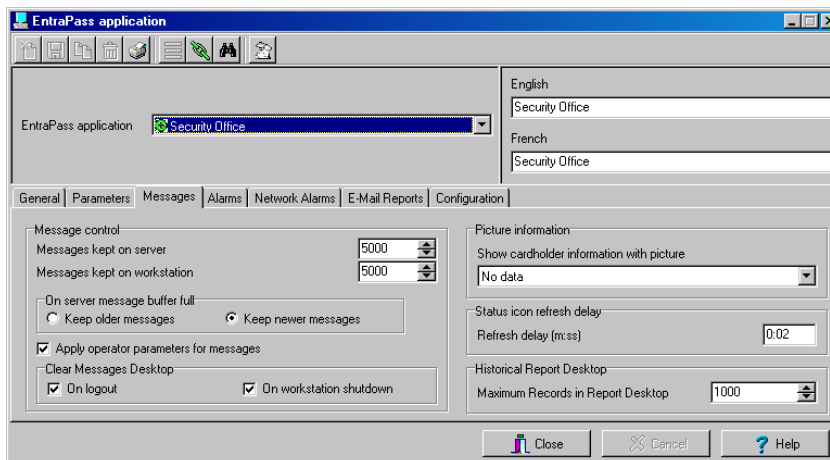 EntraPass application
English
Security Office
EntraPass application
Security Office
French
Security Office
General
Parameters
Messages
Alarms
Network Alarms
E-Mail Reports
Configuration
Message control
Messages kept on server
5000
Messages kept on workstation
5000
On server message buffer full
Keep older messages
Keep newer messages
Apply operator parameters for messages
Clear Messages Desktop
On logout
On workstation shutdown
Picture information
Show cardholder information with picture
No data
Status icon refresh delay
Refresh delay (m:ss)
0:02
Historical Report Desktop
Maximum Records in Report Desktop
1000
Close
Cancel
Help